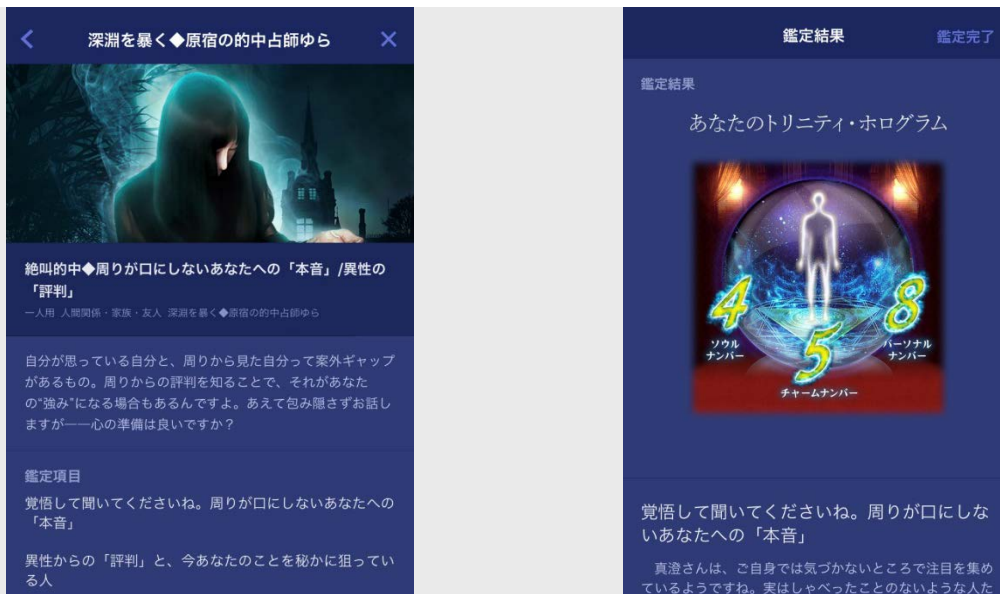 深淵を暴く◆原宿の的中占師ゆら
絶叫的中◆周りが口にしないあなたへの「本音」/異性の
「評判」
一人用 人間関係・家族・友人 深淵を暴く◆原宿の的中占師ゆら
自分が思っている自分と、周りから見た自分って案外ギャップ
があるもの。周りからの評判を知ることで、それがあなた
の“強み”になる場合もあるんですよ。あえて包み隠さずお話し
ますが――心の準備は良いですか？
鑑定項目
覚悟して聞いてくださいね。周りが口にしないあなたへの
「本音」
異性からの「評判」と、今あなたのことを秘かに狙ってい
る人
鑑定結果
鑑定完了
鑑定結果
あなたのトリニティ・ホログラム
4
ソウル
ナンバー
5
チャームナンバー
8
パーソナル
ナンバー
覚悟して聞いてくださいね。周りが口にしな
いあなたへの「本音」
真澄さんは、ご自身では気づかないところで注目を集め
ているようですね。実はしゃべったことのないような人た